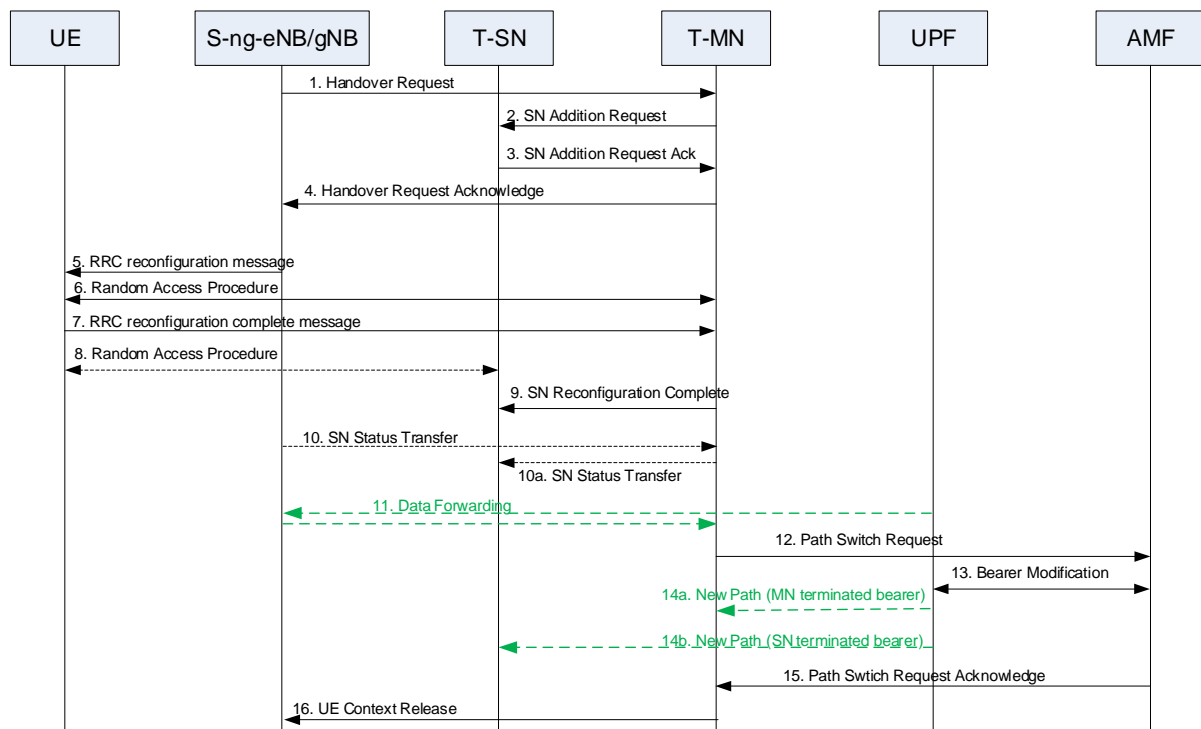 UE
S-ng-eNB/gNB
T-SN
T-MN
UPF
AMF
1. Handover Request
2. SN Addition Request
3. SN Addition Request Ack
4. Handover Request Acknowledge
5. RRC reconfiguration message
6. Random Access Procedure
7. RRC reconfiguration complete message
8. Random Access Procedure
9. SN Reconfiguration Complete
10. SN Status Transfer
10a. SN Status Transfer
11. Data Forwarding
12. Path Switch Request
13. Bearer Modification
14a. New Path (MN terminated bearer)
14b. New Path (SN terminated bearer)
15. Path Swtich Request Acknowledge
16. UE Context Release